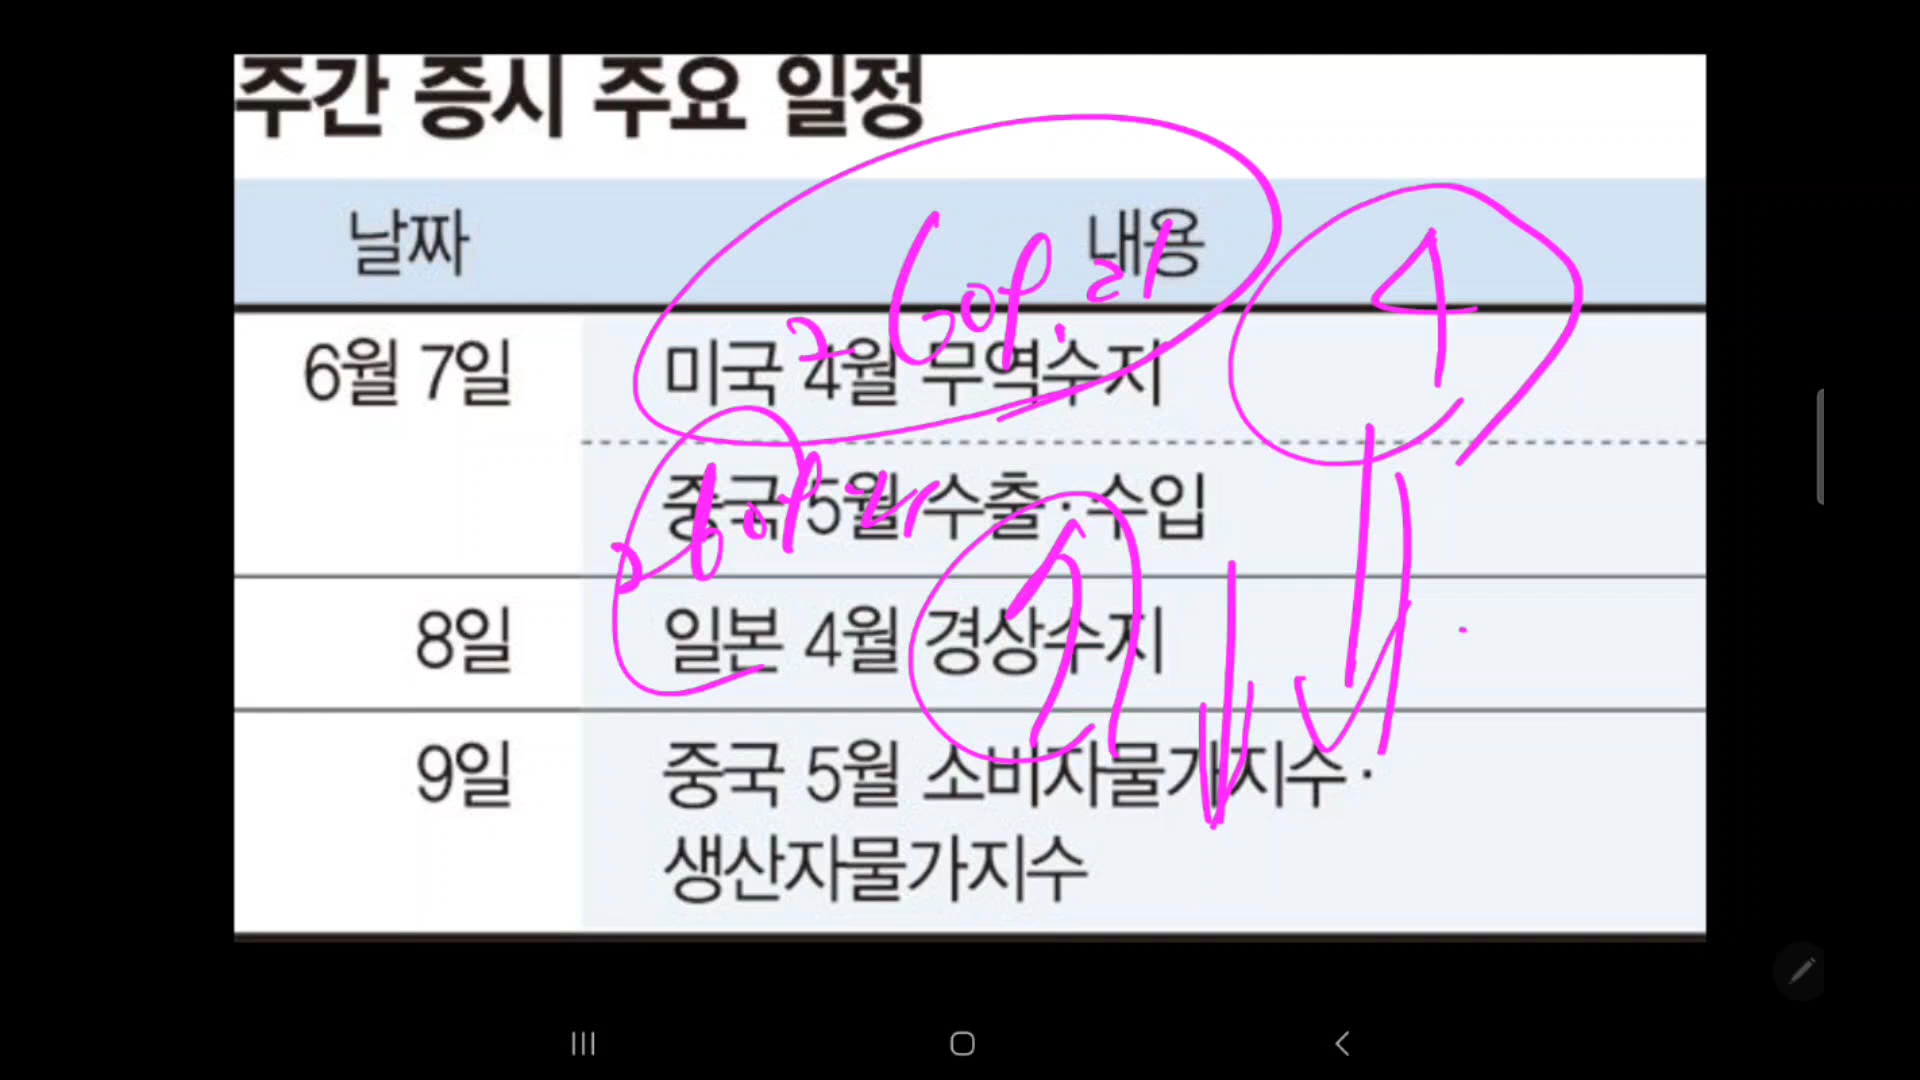 주간 증시 주요 일정
날짜 내용
6월 7일 미국 4월 무역수지
중국 5월 수출·수입
8일 일본 4월 경상수지
9일 중국 5월 소비자물가지수·
생산자물가지수